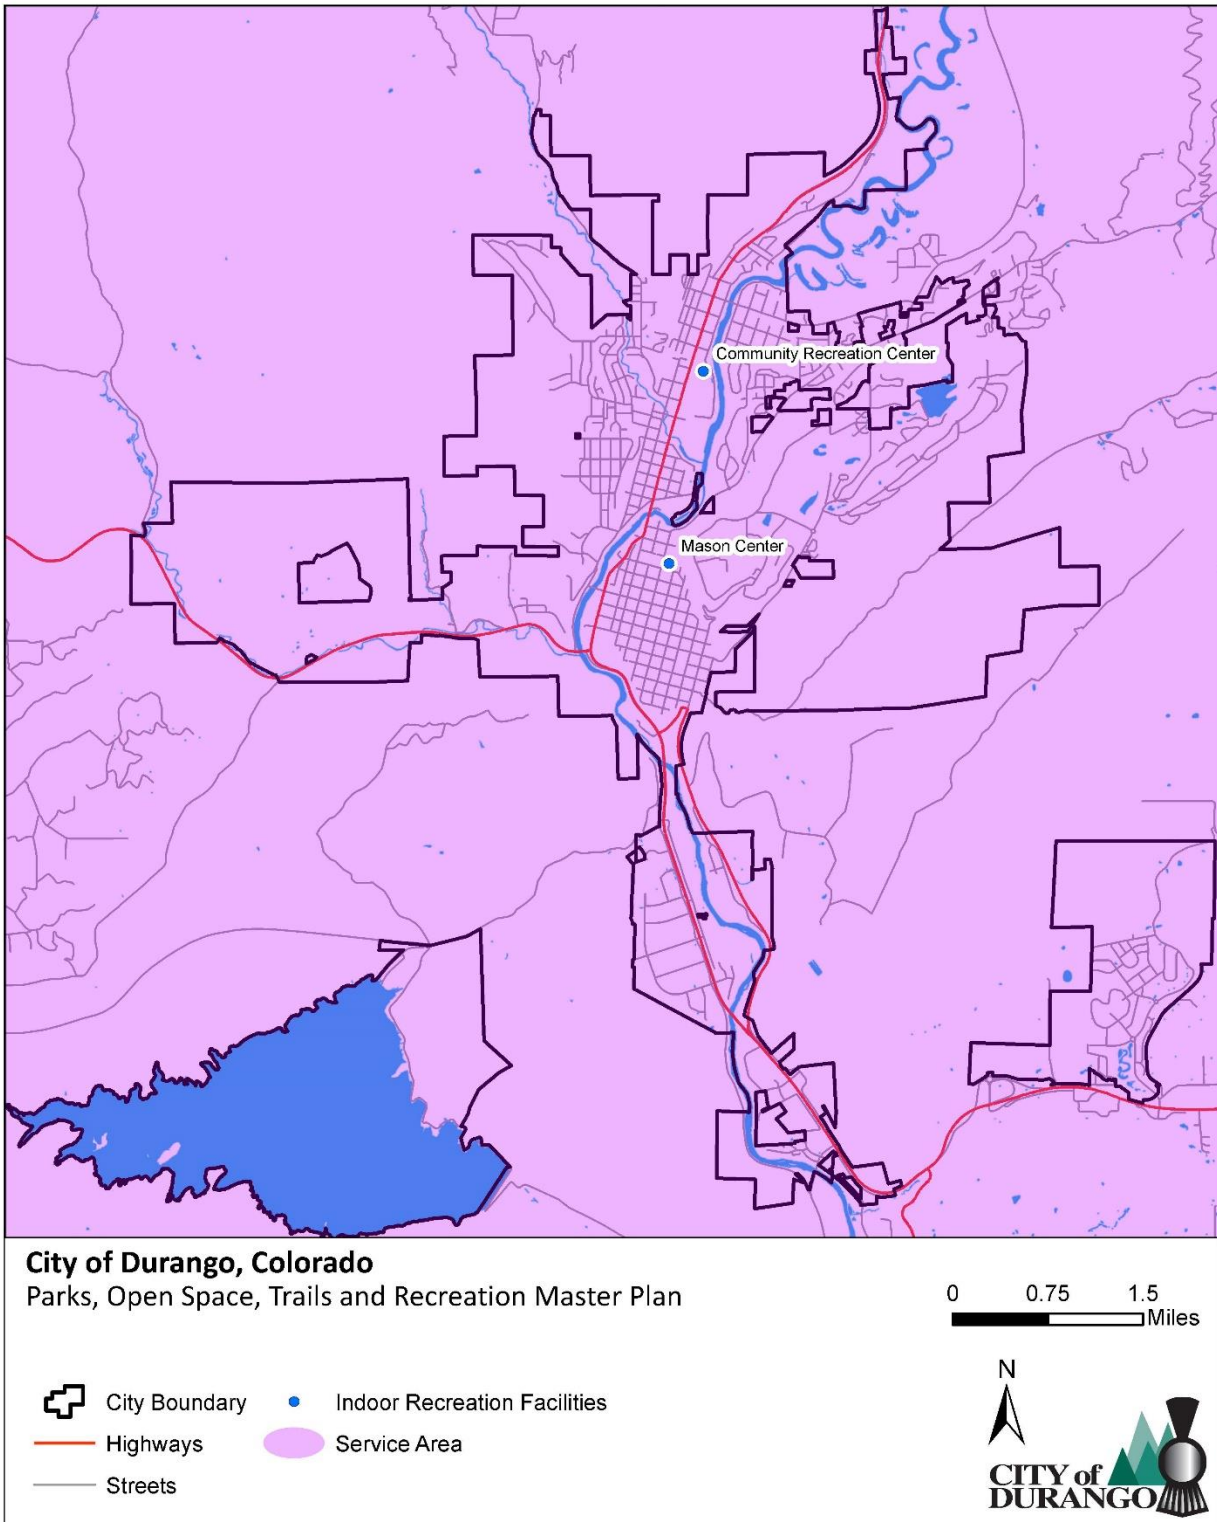 Community Recreation Center
Mason Center
City of Durango, Colorado
Parks, Open Space, Trails and Recreation Master Plan
0 0.75 1.5
Miles
N
City Boundary
Indoor Recreation Facilities
Highways
Service Area
Streets
CITY of
DURANGO